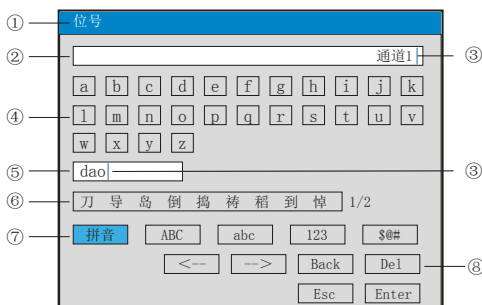 ① 位号
② 通道1 ③
a b c d e f g h i j k
④ l m n o p q r s t u v
w x y z
⑤ dao ③
⑥ 刀 导 岛 倒 捣 祷 稻 到 悼 1/2
⑦ 拼音 ABC abc 123 $@#
<-- --> Back Del ⑧
Esc Enter